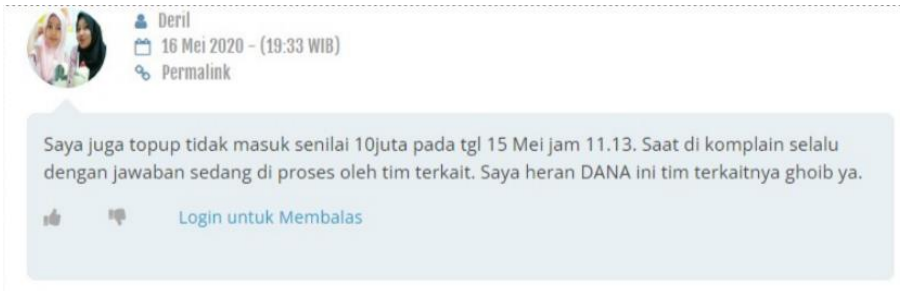 Deril
16 Mei 2020 - (19:33 WIB)
Permalink
Saya juga topup tidak masuk senilai 10juta pada tgl 15 Mei jam 11.13. Saat di komplain selalu
dengan jawaban sedang di proses oleh tim terkait. Saya heran DANA ini tim terkaitnya ghoib ya.
Login untuk Membalas